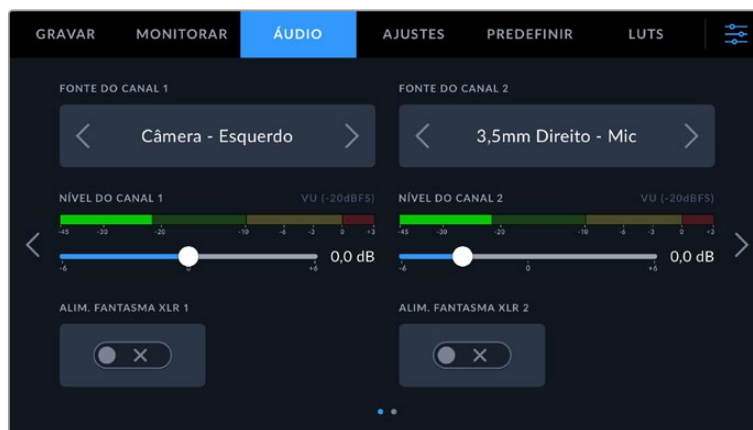 GRAVAR MONITORAR ÁUDIO AJUSTES PREDEFINIR LUTS
FONTE DO CANAL 1 FONTE DO CANAL 2
Câmera - Esquerdo 3,5mm Direito - Mic
NÍVEL DO CANAL 1 VU (-20dBFS) NÍVEL DO CANAL 2 VU (-20dBFS)
-45 -30 -20 -10 -6 -3 0 +3 -45 -30 -20 -10 -6 -3 0 +3
0,0 dB 0,0 dB
-6 0 +6 -6 0 +6
ALIM. FANTASMA XLR 1 ALIM. FANTASMA XLR 2